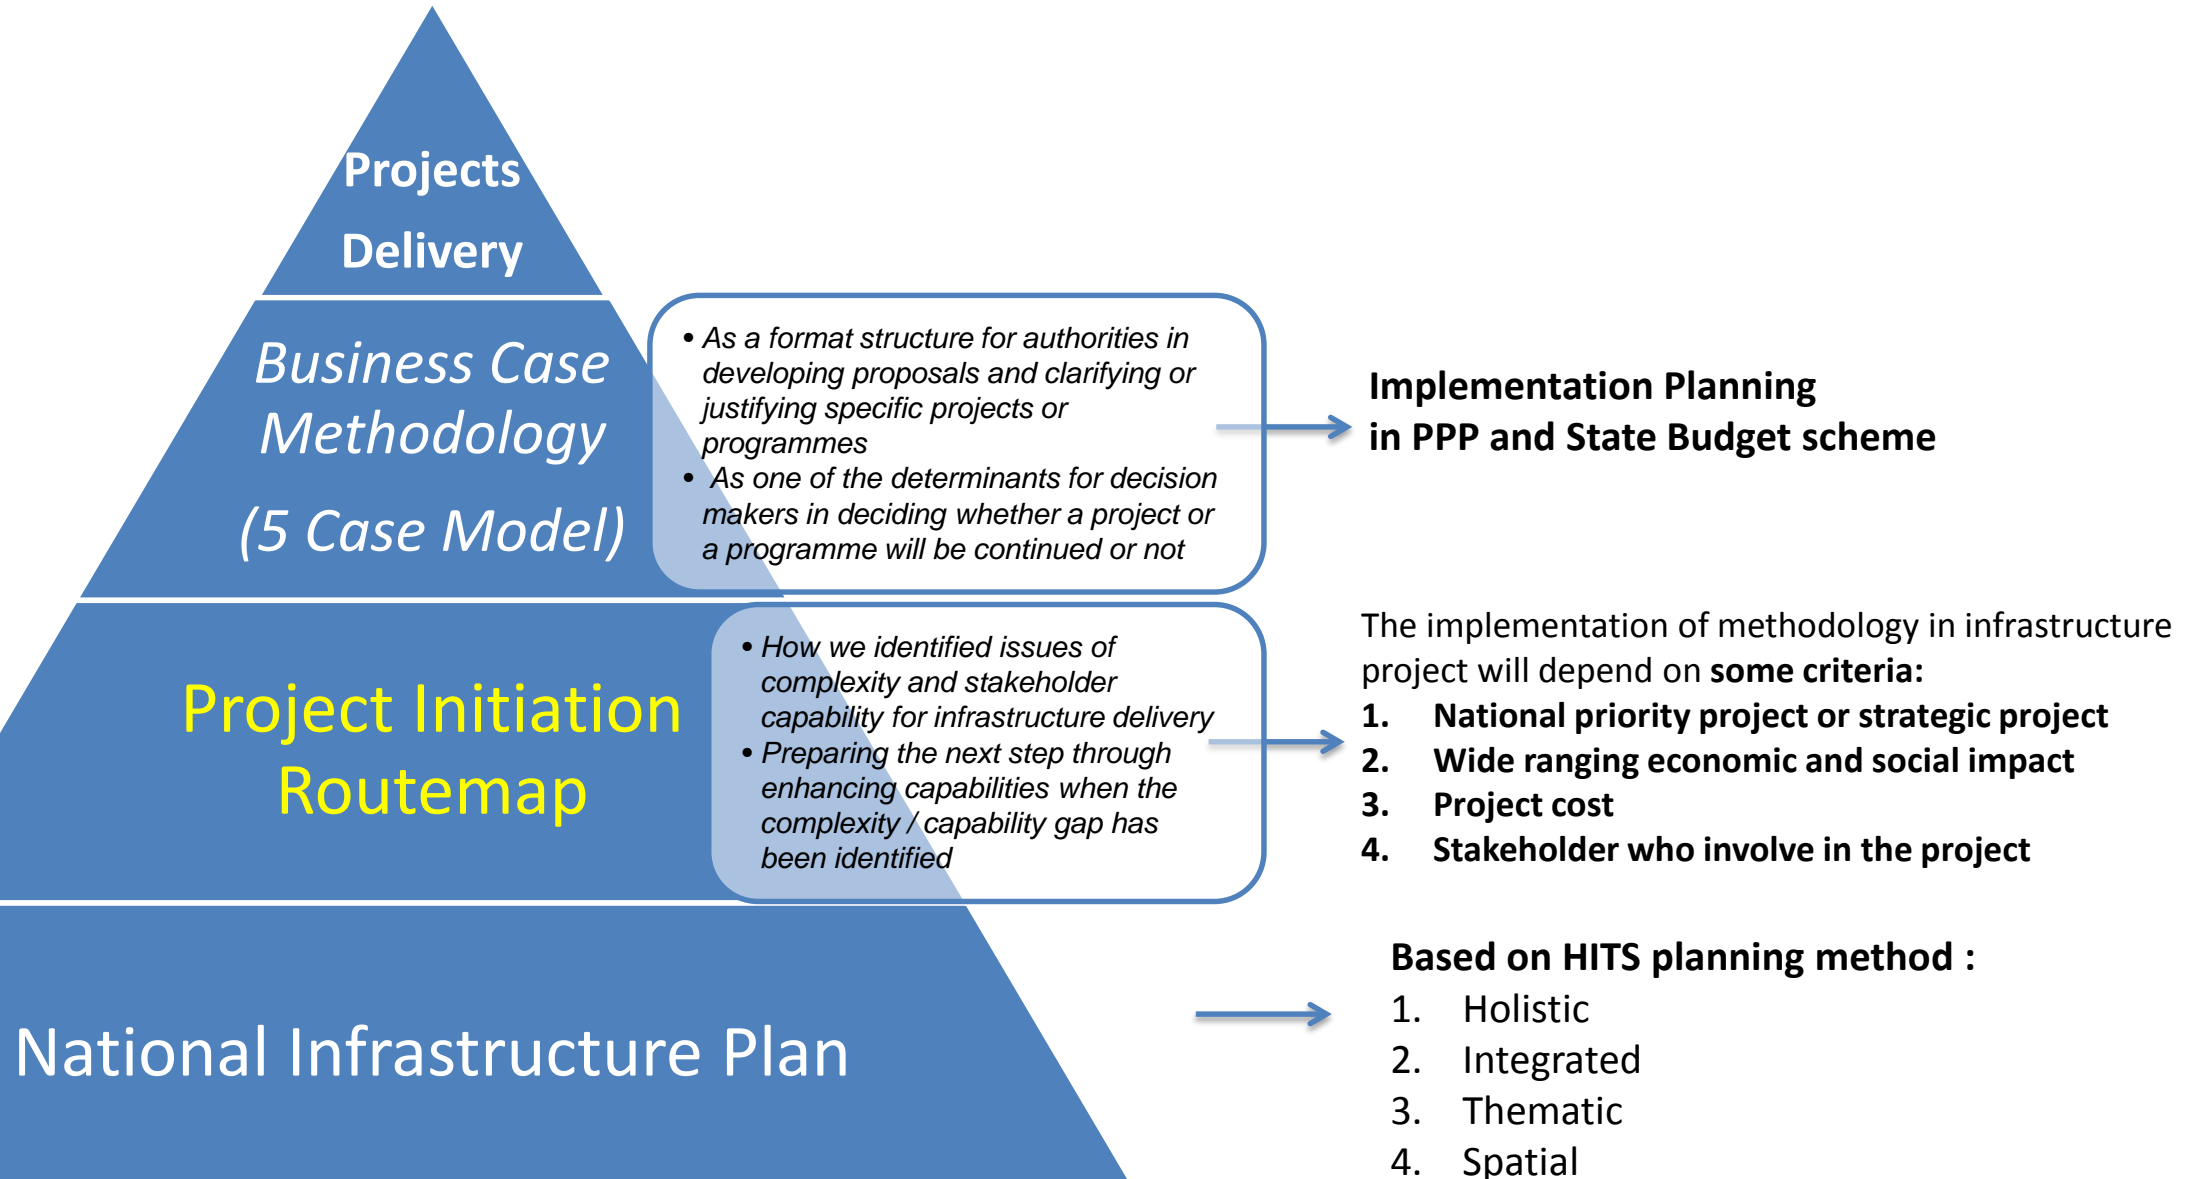 Projects
Delivery
Business Case
Methodology
(5 Case Model)
• As a format structure for authorities in
developing proposals and clarifying or
justifying specific projects or
programmes
• As one of the determinants for decision
makers in deciding whether a project or
a programme will be continued or not
Implementation Planning
in PPP and State Budget scheme
Project Initiation
Routemap
• How we identified issues of
complexity and stakeholder
capability for infrastructure delivery
• Preparing the next step through
enhancing capabilities when the
complexity / capability gap has
been identified
The implementation of methodology in infrastructure
project will depend on some criteria:
1. National priority project or strategic project
2. Wide ranging economic and social impact
3. Project cost
4. Stakeholder who involve in the project
National Infrastructure Plan
Based on HITS planning method :
1. Holistic
2. Integrated
3. Thematic
4. Spatial